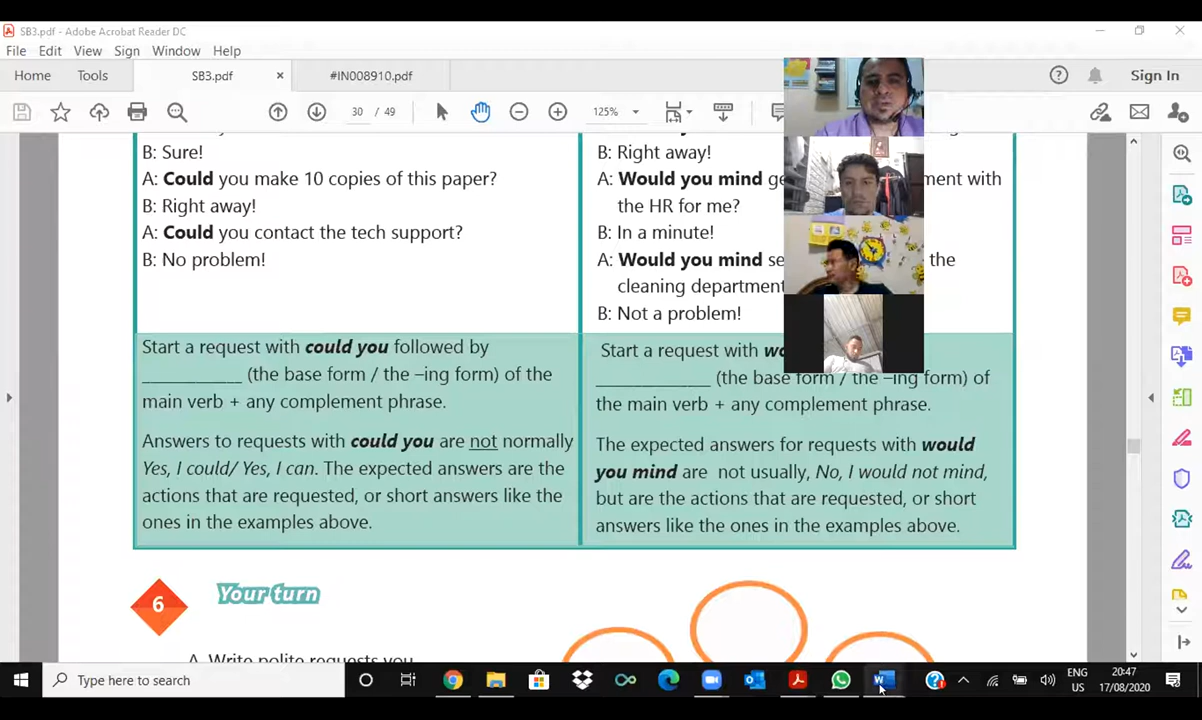 SB3.pdf - Adobe Acrobat Reader DC
File Edit View Sign Window Help
Home Tools SB3.pdf × #IN008910.pdf Sign In
30 / 49 125%
B: Sure!
A: Could you make 10 copies of this paper?
B: Right away!
A: Could you contact the tech support?
B: No problem!
B: Right away!
A: Would you mind ment with
the HR for me?
B: In a minute!
A: Would you mind the
cleaning department
B: Not a problem!
Start a request with could you followed by
___________ (the base form / the –ing form) of the
main verb + any complement phrase.
Answers to requests with could you are not normally
Yes, I could/ Yes, I can. The expected answers are the
actions that are requested, or short answers like the
ones in the examples above.
Start a request with
_____________ (the base form / the –ing form) of
the main verb + any complement phrase.
The expected answers for requests with would
you mind are not usually, No, I would not mind,
but are the actions that are requested, or short
answers like the ones in the examples above.
6 Your turn
A. Write polite requests you
Type here to search
ENG
US
20:47
17/08/2020